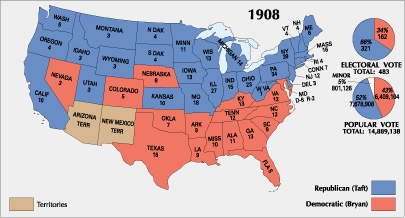 1908
WASH
5
OREGON
4
CALIF
10
NEVADA
3
IDAHO
3
MONTANA
3
WYOMING
3
UTAH
3
COLORADO
5
ARIZONA
TERR
NEW MEXICO
TERR
N DAK
4
S DAK
4
NEBRASKA
8
KANSAS
10
OKLA
7
TEXAS
18
MINN
11
IOWA
13
MO
18
ARK
9
LA
9
WIS
13
ILL
27
MICHIGAN 14
IND
15
OHIO
23
KY
13
TENN
12
MISS
10
ALA
11
GA
13
FLA 5
SC
9
NC
12
VA
12
W VA
7
PA
34
NY
39
VT
4
NH
4
ME
6
MASS
16
R I 4
CONN 7
NJ 12
DEL 3
MD
D-6 R-2
66%
321
34%
162
ELECTORAL VOTE
TOTAL: 483
MINOR 5%
801,126
52%
7,678,908
43%
6,409,104
POPULAR VOTE
TOTAL: 14,889,138
Territories
Republican (Taft)
Democratic (Bryan)